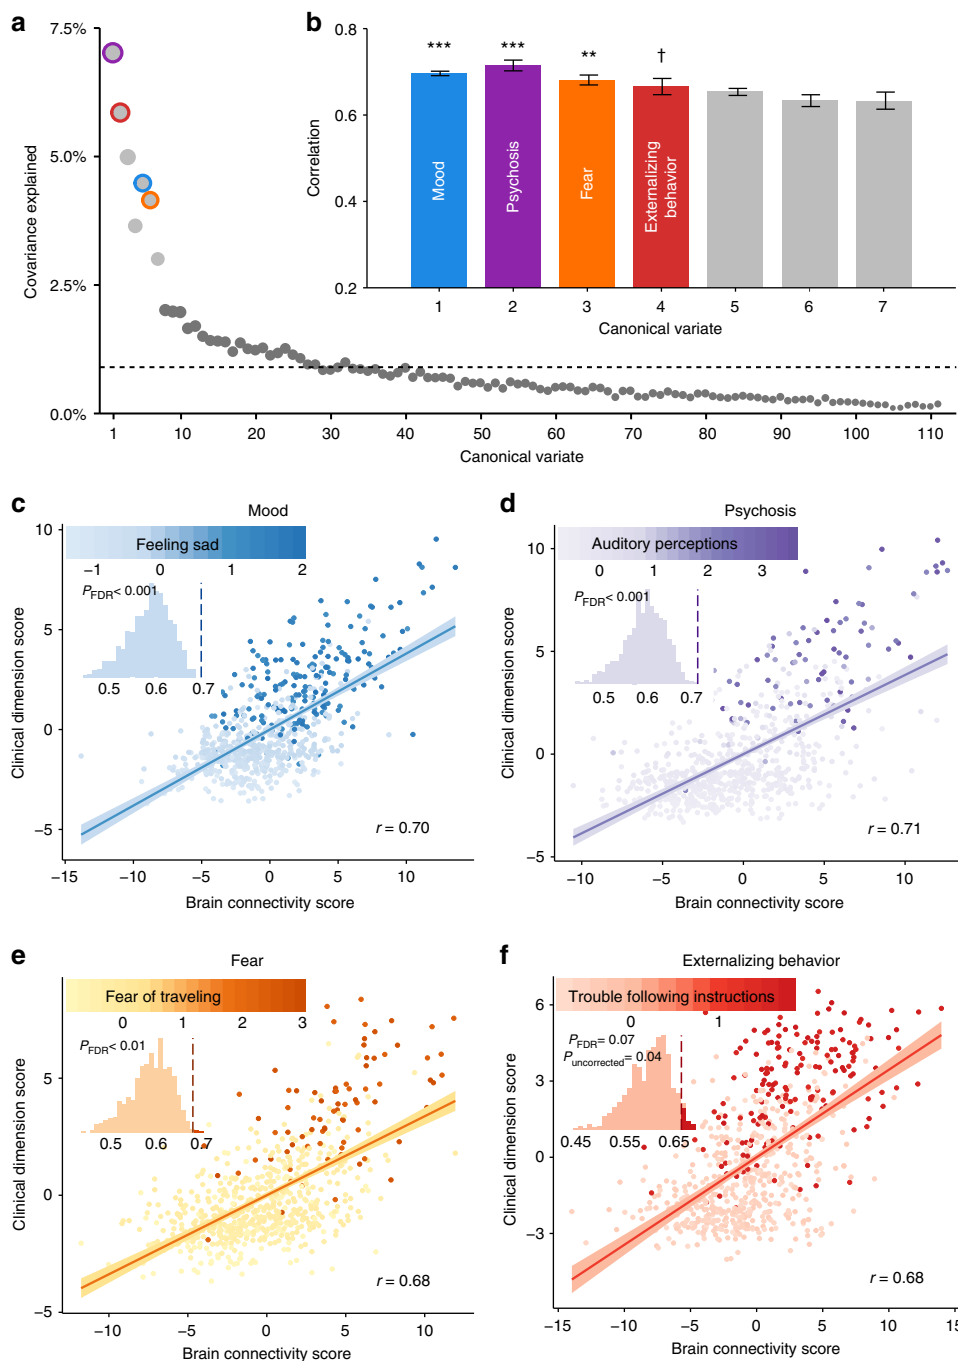 a
7.5%
5.0%
2.5%
0.0%
Covariance explained
1
10
20
30
40
50
60
70
80
90
100
110
Canonical variate
b
0.8
0.6
0.4
0.2
Correlation
***
***
**
†
Mood
Psychosis
Fear
Externalizing
behavior
1
2
3
4
5
6
7
Canonical variate
c
Mood
10
5
0
−5
Clinical dimension score
Feeling sad
−1
0
1
2
PFDR< 0.001
0.5
0.6
0.7
r = 0.70
−15
−10
−5
0
5
10
Brain connectivity score
d
Psychosis
10
5
0
−5
Clinical dimension score
Auditory perceptions
0
1
2
3
PFDR< 0.001
0.5
0.6
0.7
r = 0.71
−10
−5
0
5
10
Brain connectivity score
e
Fear
5
0
−5
Clinical dimension score
Fear of traveling
0
1
2
3
PFDR< 0.01
0.5
0.6
0.7
r = 0.68
−10
−5
0
5
10
Brain connectivity score
f
Externalizing behavior
6
3
0
−3
Clinical dimension score
Trouble following instructions
0
1
PFDR= 0.07
Puncorrected= 0.04
0.45
0.55
0.65
r = 0.68
−15
−10
−5
0
5
10
15
Brain connectivity score